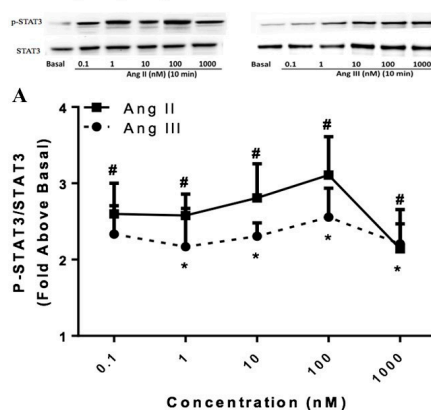 p-STAT3
STAT3
Basal 0.1 1 10 100 1000
Ang II (nM) (10 min)
Basal 0.1 1 10 100 1000
Ang III (nM) (10 min)
A
Ang II
Ang III
P-STAT3/STAT3
(Fold Above Basal)
4
3
2
1
# # # # #
* * * *
0.1 1 10 100 1000
Concentration (nM)